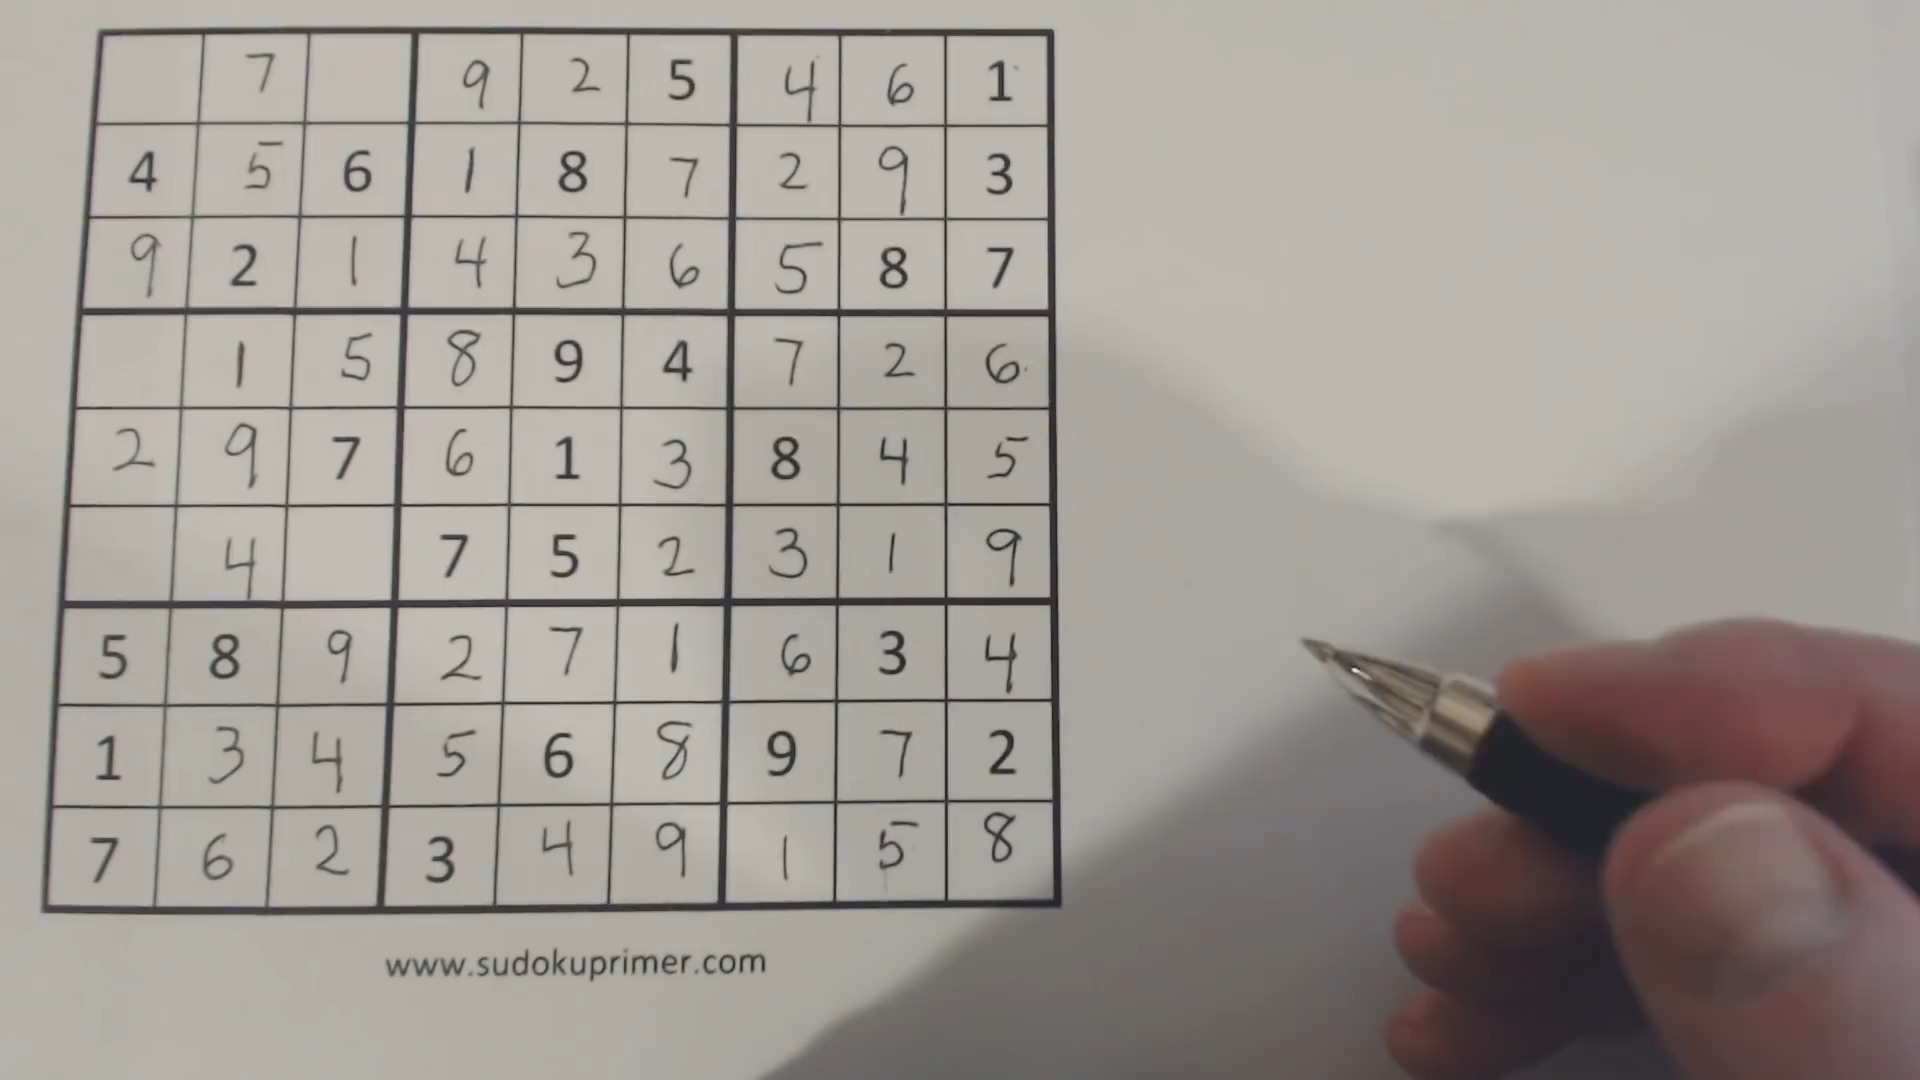 7 9 2 5 4 6 1
4 5 6 1 8 7 2 9 3
9 2 1 4 3 6 5 8 7
1 5 8 9 4 7 2 6
2 9 7 6 1 3 8 4 5
4 7 5 2 3 1 9
5 8 9 2 7 1 6 3 4
1 3 4 5 6 8 9 7 2
7 6 2 3 4 9 1 5 8
www.sudokuprimer.com